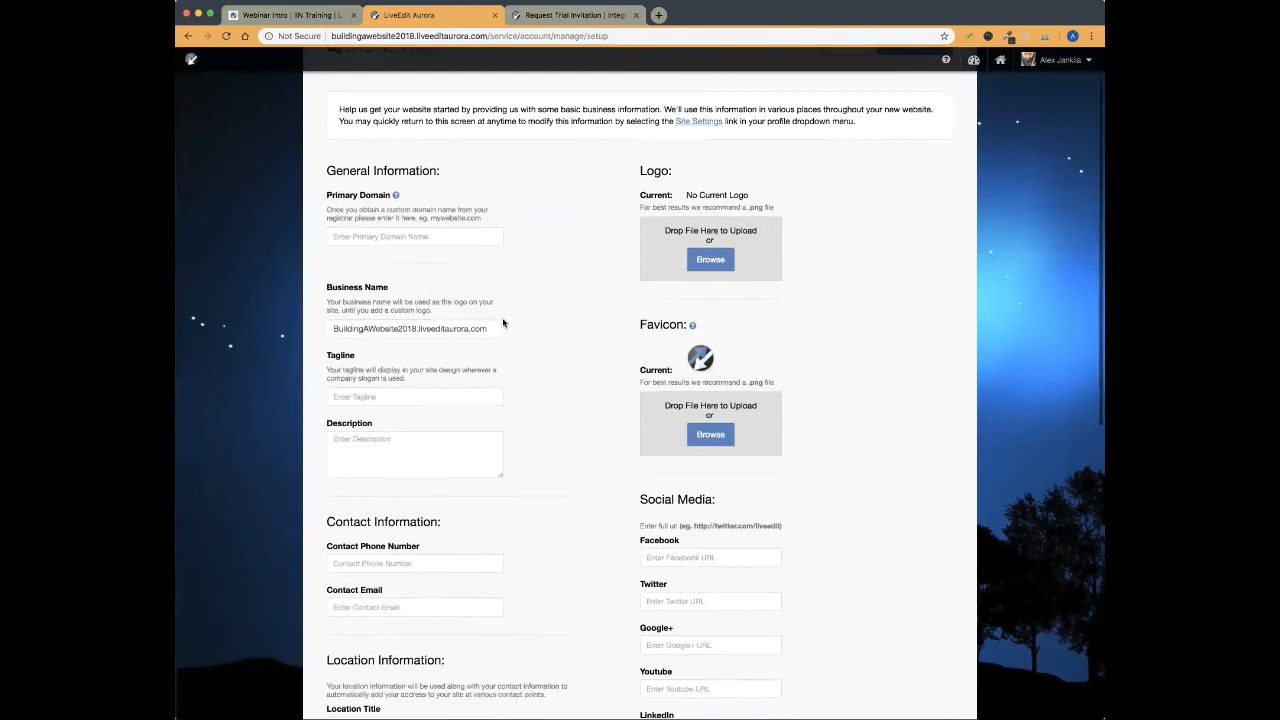 Webinar Intro | IIN Training | L
LiveEdit Aurora
Request Trial Invitation | Integ
Not Secure
buildingawebsite2018.liveeditaurora.com/service/account/manage/setup
Alex Jankila
Help us get your website started by providing us with some basic business information. We'll use this information in various places throughout your new website.
You may quickly return to this screen at anytime to modify this information by selecting the Site Settings link in your profile dropdown menu.
General Information:
Primary Domain
Once you obtain a custom domain name from your
registrar please enter it here. eg. mywebsite.com
Enter Primary Domain Name
Business Name
Your business name will be used as the logo on your
site, until you add a custom logo.
BuildingAWebsite2018.liveeditaurora.com
Tagline
Your tagline will display in your site design wherever a
company slogan is used.
Enter Tagline
Description
Enter Description
Contact Information:
Contact Phone Number
Contact Phone Number
Contact Email
Enter Contact Email
Location Information:
Your location information will be used along with your contact information to
automatically add your address to your site at various contact points.
Location Title
Logo:
Current: No Current Logo
For best results we recommand a .png file
Drop File Here to Upload
or
Browse
Favicon:
Current:
For best results we recommand a .png file
Drop File Here to Upload
or
Browse
Social Media:
Enter full url (eg. http://twitter.com/liveedit)
Facebook
Enter Facebook URL
Twitter
Enter Twitter URL
Google+
Enter Google+ URL
Youtube
Enter Youtube URL
LinkedIn